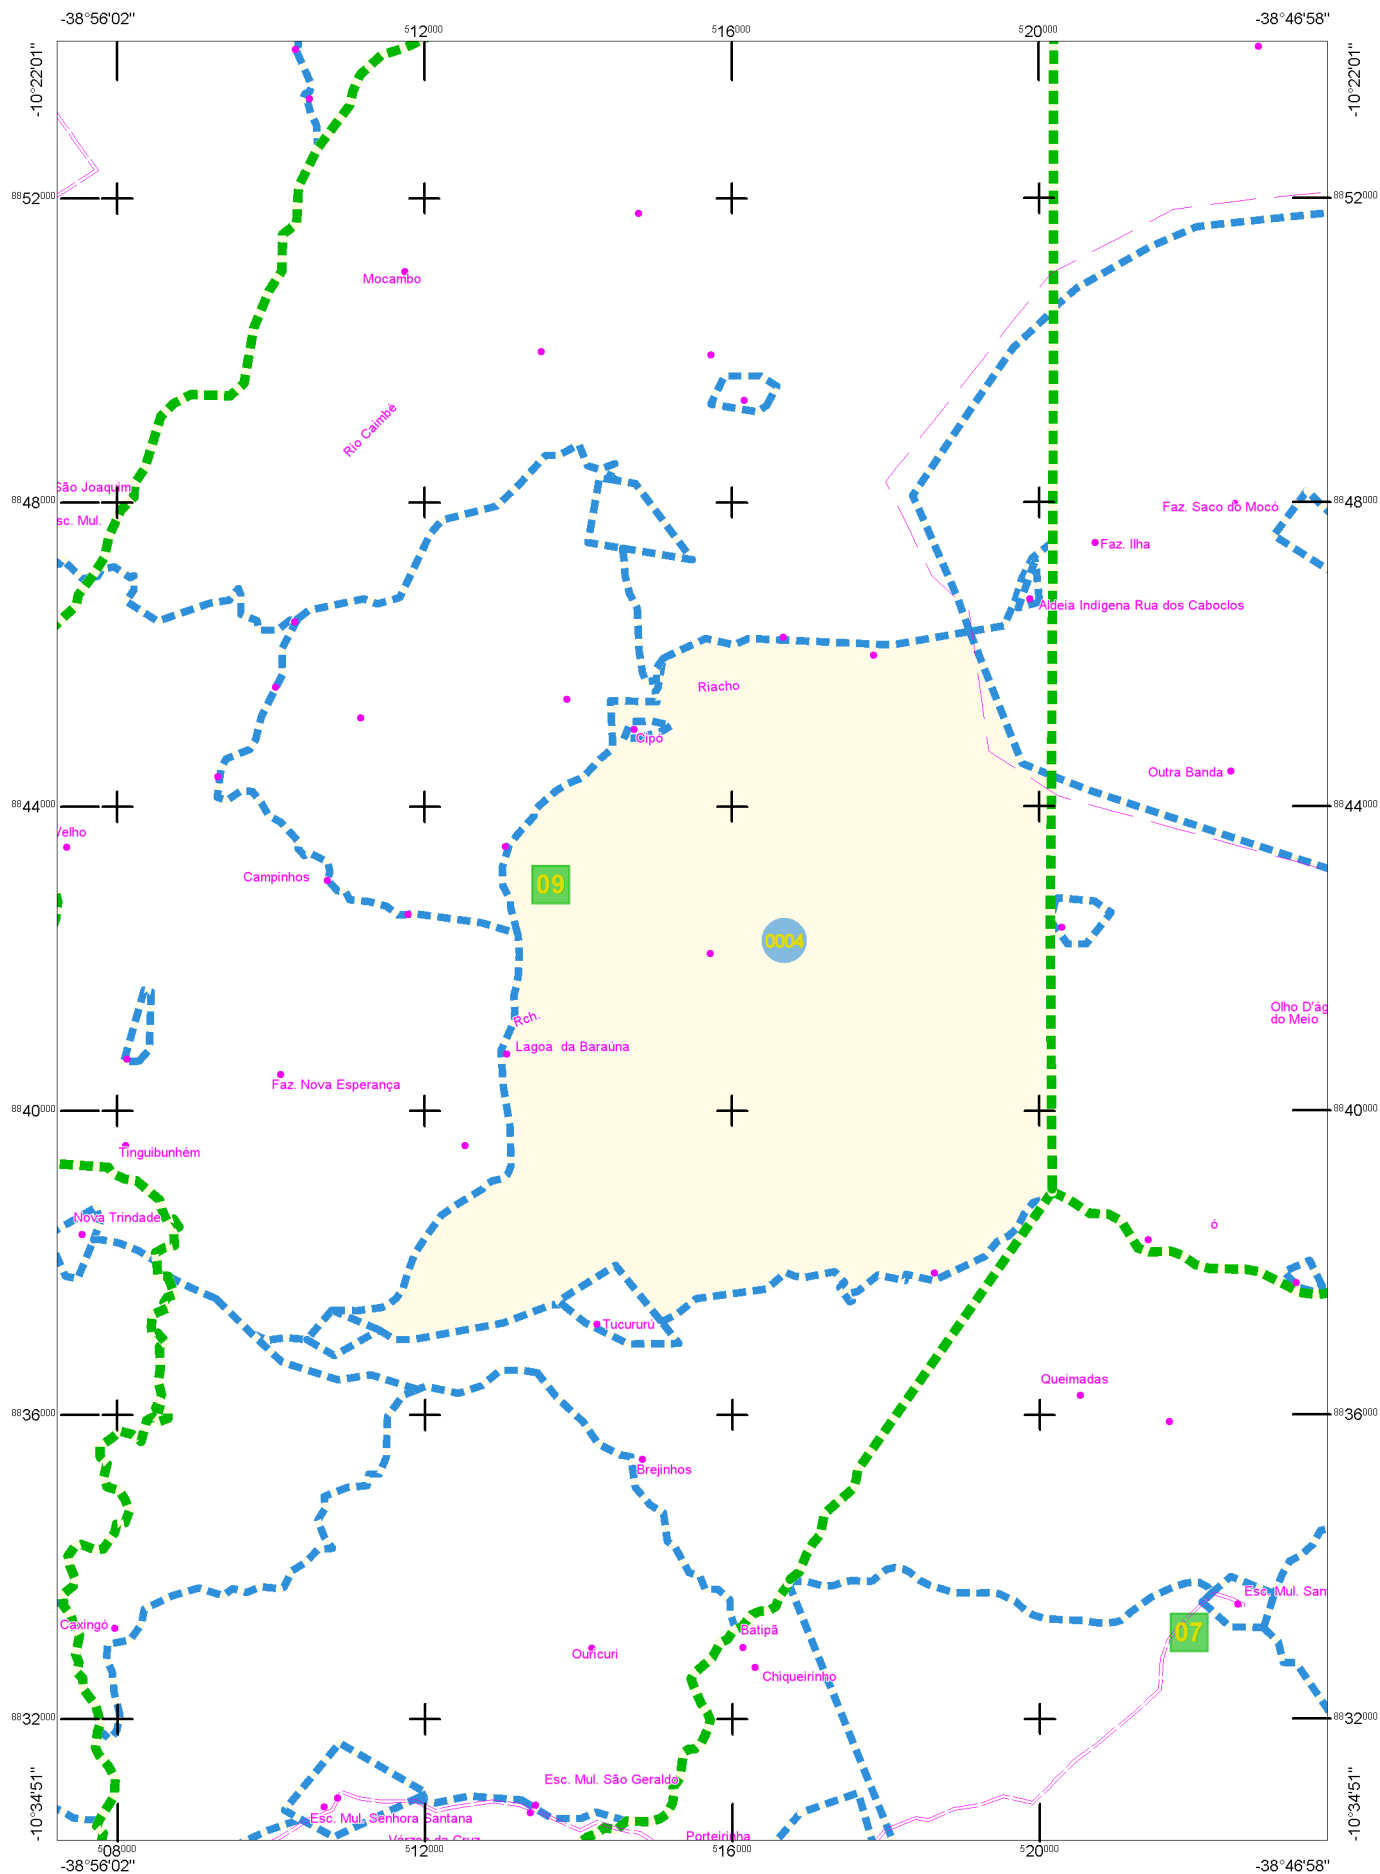 -38°56'02"
-38°46'58"
512000
516000
520000
-10°22'01"
-10°22'01"
8852000
8852000
Mocambo
Rio Caimbé
São Joaquim
8848000
8848000
Faz. Saco do Mocó
sc. Mul.
Faz. Ilha
Aldeia Indígena Rua dos Caboclos
Riacho
Cipó
Outra Banda
8844000
8844000
Velho
Campinhos
09
0004
Olho D'ág
do Meio
Rch.
Lagoa da Baraúna
Faz. Nova Esperança
8840000
8840000
Tinguibunhém
Nova Trindade
ó
Tucururú
Queimadas
8836000
8836000
Brejinhos
Esc. Mul. San
Caxingó
Batipã
07
Ouricuri
Chiqueirinho
8832000
8832000
Esc. Mul. São Geraldo
Esc. Mul. Senhora Santana
Várzea da Cruz
Porteirinha
-10°34'51"
-10°34'51"
508000
512000
516000
520000
-38°56'02"
-38°46'58"